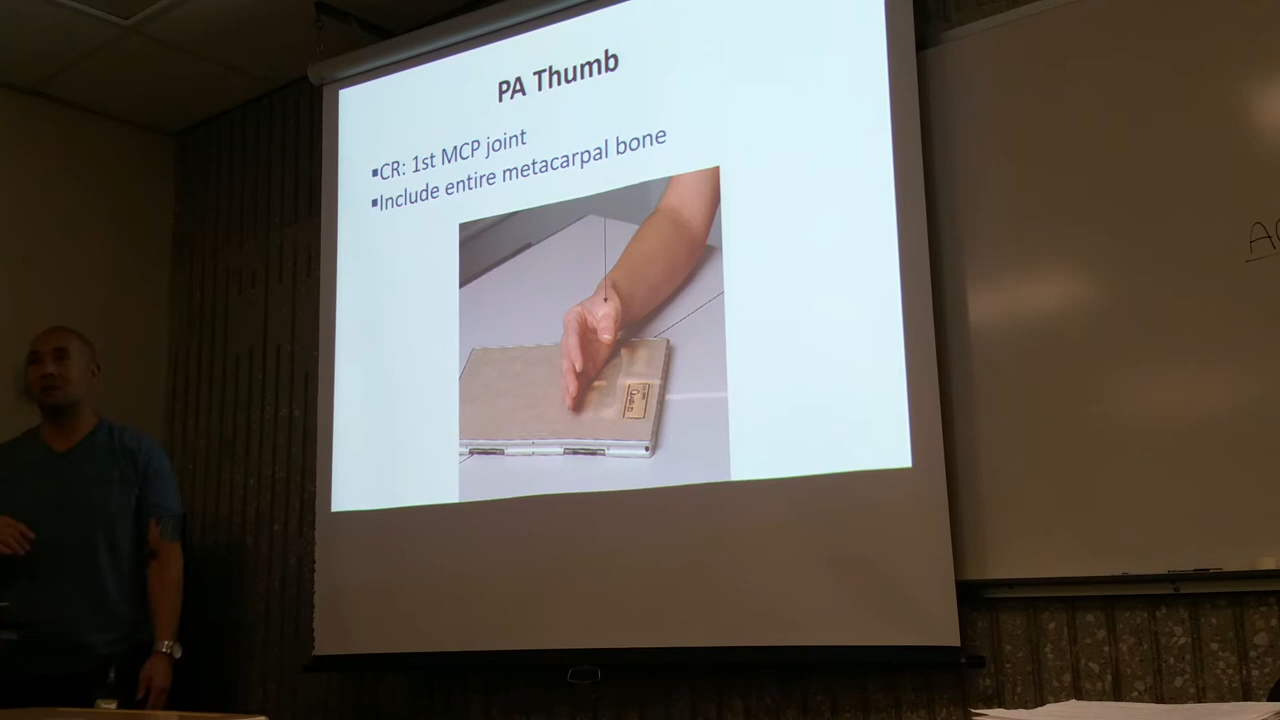 PA Thumb
▪CR: 1st MCP joint
▪Include entire metacarpal bone